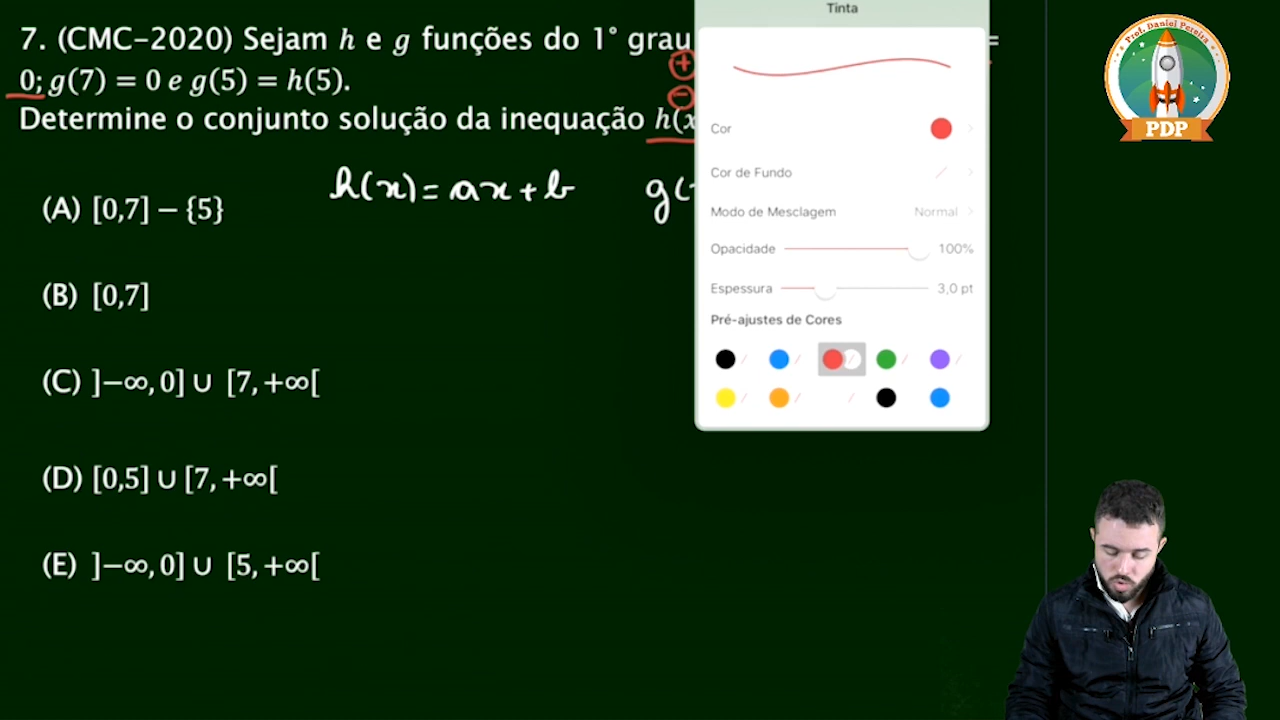 7. (CMC-2020) Sejam h e g funções do 1° grau =
0; g(7) = 0 e g(5) = h(5).
Determine o conjunto solução da inequação h(x
h(x) = ax + b g(
(A) [0,7] − {5}
(B) [0,7]
(C) ]−∞, 0] ∪ [7, +∞[
(D) [0,5] ∪ [7, +∞[
(E) ]−∞, 0] ∪ [5, +∞[
Tinta
Cor
Cor de Fundo
Modo de Mesclagem Normal
Opacidade 100%
Espessura 3,0 pt
Pré-ajustes de Cores
Prof. Daniel Pereira
PDP